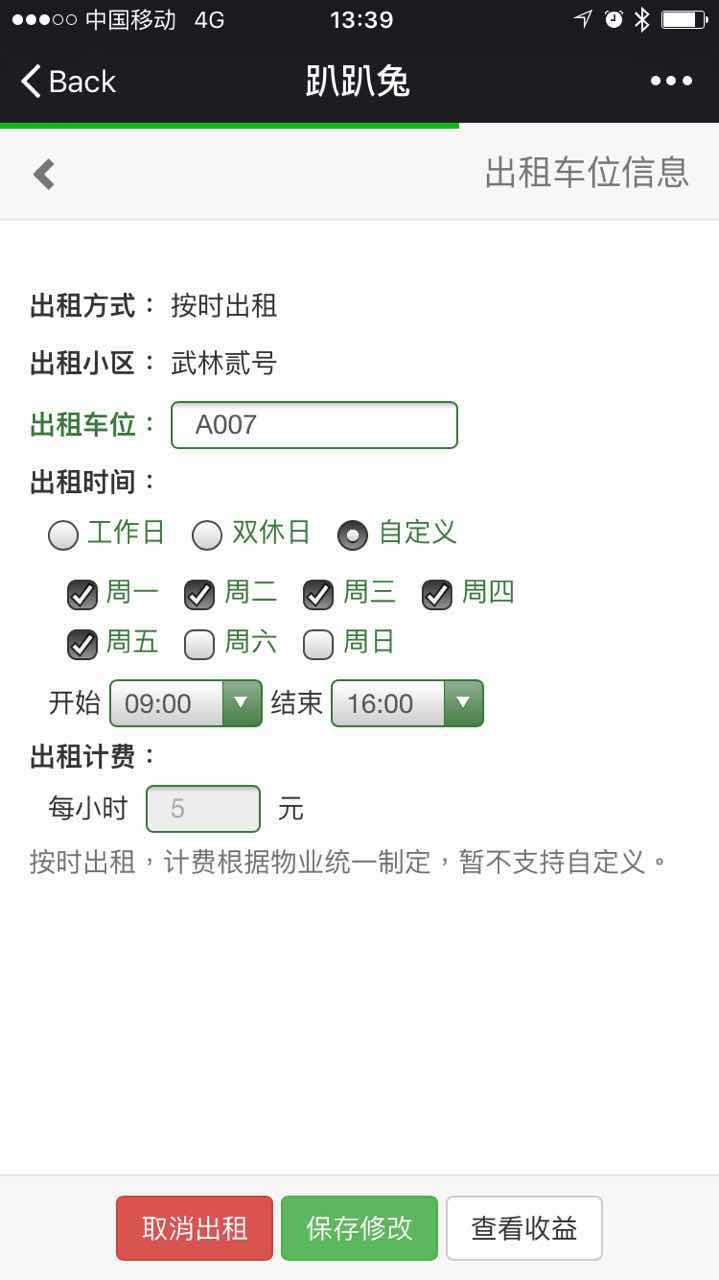 中国移动 4G 13:39
Back 趴趴兔
出租车位信息
出租方式： 按时出租
出租小区： 武林贰号
出租车位： A007
出租时间：
工作日 双休日 自定义
周一 周二 周三 周四
周五 周六 周日
开始 09:00 结束 16:00
出租计费：
每小时 5 元
按时出租，计费根据物业统一制定，暂不支持自定义。
取消出租 保存修改 查看收益